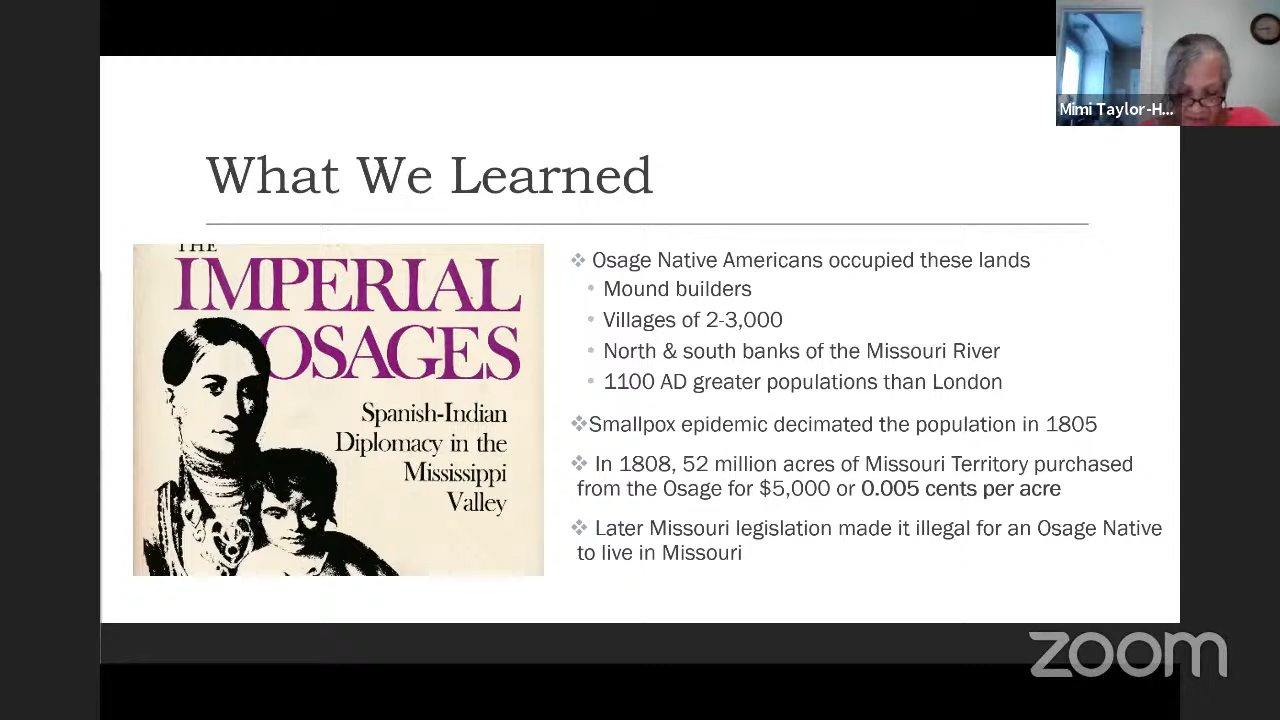 Mimi Taylor-H...
What We Learned
THE
IMPERIAL
OSAGES
Spanish-Indian
Diplomacy in the
Mississippi
Valley
❖ Osage Native Americans occupied these lands
• Mound builders
• Villages of 2-3,000
• North & south banks of the Missouri River
• 1100 AD greater populations than London
❖Smallpox epidemic decimated the population in 1805
❖ In 1808, 52 million acres of Missouri Territory purchased
from the Osage for $5,000 or 0.005 cents per acre
❖ Later Missouri legislation made it illegal for an Osage Native
to live in Missouri
zoom